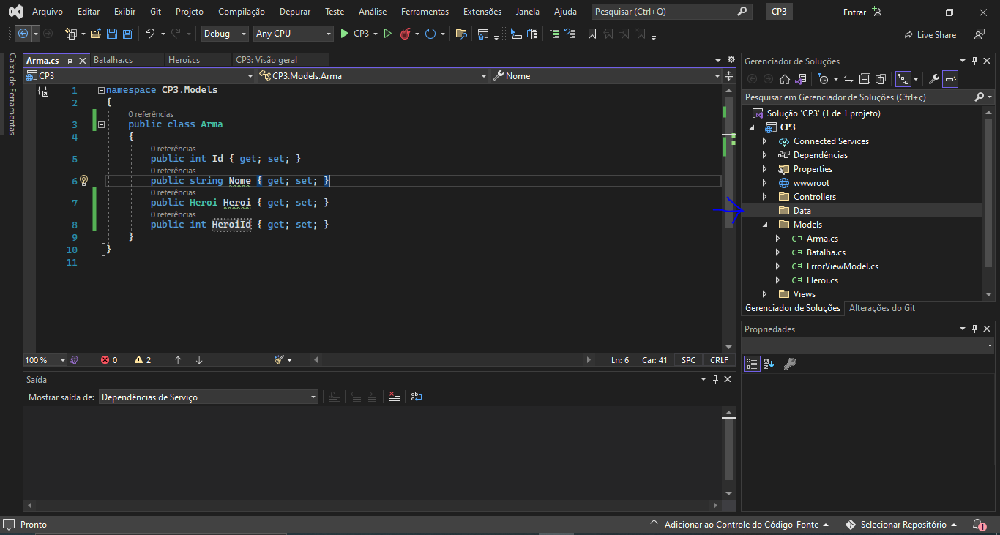 Arquivo Editar Exibir Git Projeto Compilação Depurar Teste Análise Ferramentas Extensões Janela Ajuda Pesquisar (Ctrl+Q) CP3 Entrar
Debug Any CPU CP3 Live Share
Caixa de Ferramentas
Arma.cs Batalha.cs Heroi.cs CP3: Visão geral
CP3 CP3.Models.Arma Nome
1 namespace CP3.Models
2 {
0 referências
3 public class Arma
4 {
0 referências
5 public int Id { get; set; }
0 referências
6 public string Nome { get; set; }
0 referências
7 public Heroi Heroi { get; set; }
0 referências
8 public int HeroiId { get; set; }
9 }
10 }
11
100 % 0 2 Ln: 6 Car: 41 SPC CRLF
Saída
Mostrar saída de: Dependências de Serviço
Gerenciador de Soluções
Pesquisar em Gerenciador de Soluções (Ctrl+ç)
Solução 'CP3' (1 de 1 projeto)
CP3
Connected Services
Dependências
Properties
wwwroot
Controllers
Data
Models
C# Arma.cs
C# Batalha.cs
C# ErrorViewModel.cs
C# Heroi.cs
Views
Gerenciador de Soluções Alterações do Git
Propriedades
Pronto Adicionar ao Controle do Código-Fonte Selecionar Repositório 1